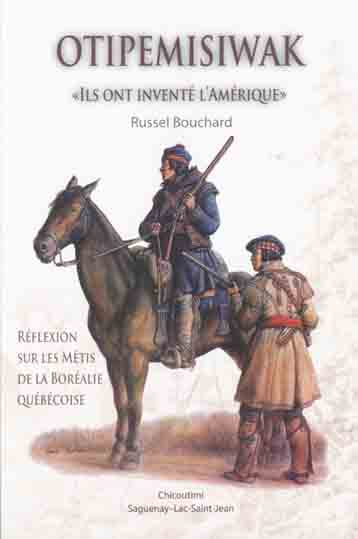 OTIPEMISIWAK
«ILS ONT INVENTÉ L'AMÉRIQUE»
Russel Bouchard
RÉFLEXION
SUR LES MÉTIS
DE LA BORÉALIE
QUÉBÉCOISE
Chicoutimi
Saguenay–Lac-Saint-Jean